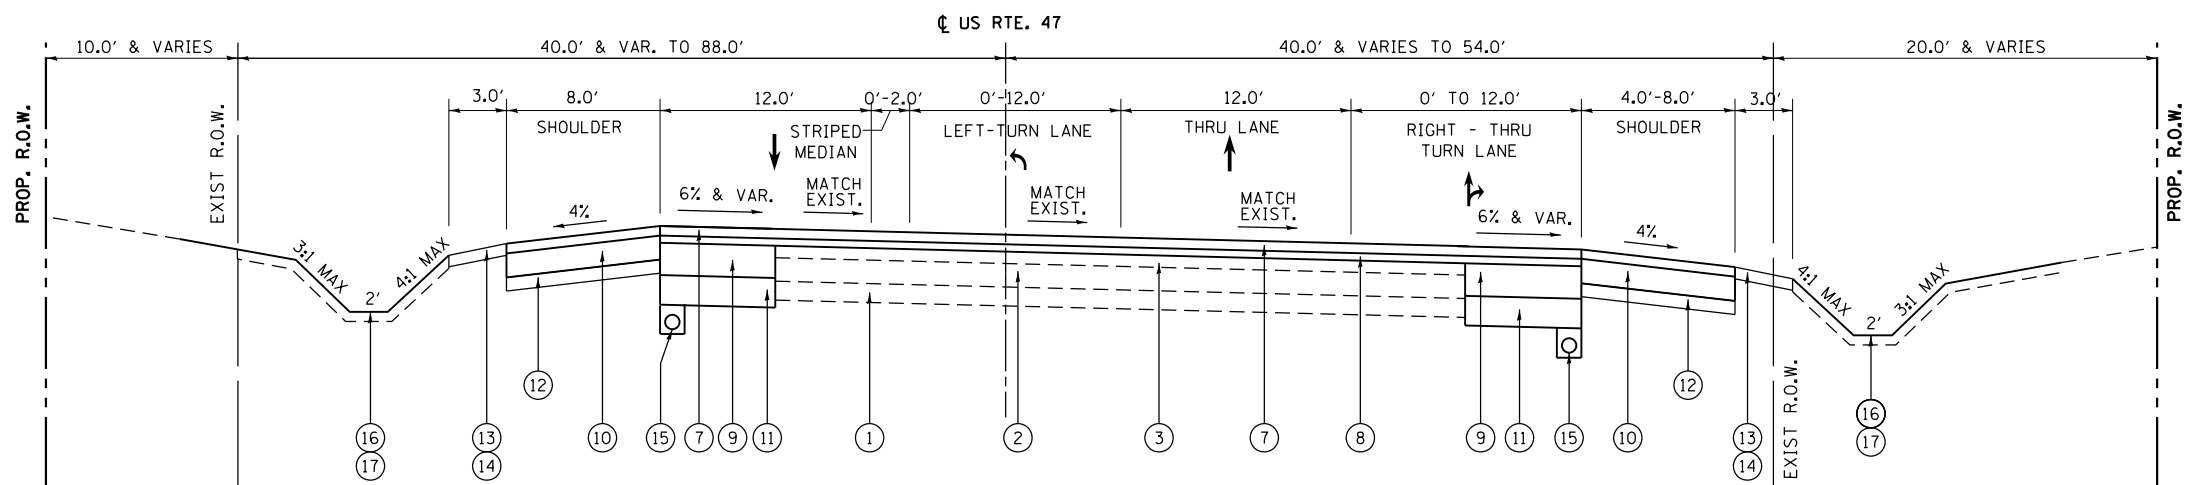 ℄ US RTE. 47
10.0' & VARIES
40.0' & VAR. TO 88.0'
40.0' & VARIES TO 54.0'
20.0' & VARIES
3.0'
8.0'
12.0'
0'-2.0'
0'-12.0'
12.0'
0' TO 12.0'
4.0'-8.0'
3.0'
SHOULDER
STRIPED
MEDIAN
LEFT-TURN LANE
THRU LANE
RIGHT - THRU
TURN LANE
SHOULDER
PROP. R.O.W.
EXIST R.O.W.
PROP. R.O.W.
EXIST R.O.W.
4%
6% & VAR.
MATCH
EXIST.
MATCH
EXIST.
MATCH
EXIST.
6% & VAR.
4%
3:1 MAX
2'
4:1 MAX
4:1 MAX
2'
3:1 MAX
12
12
16
17
13
14
10
15
7
9
11
1
2
3
7
8
9
11
15
10
13
14
16
17